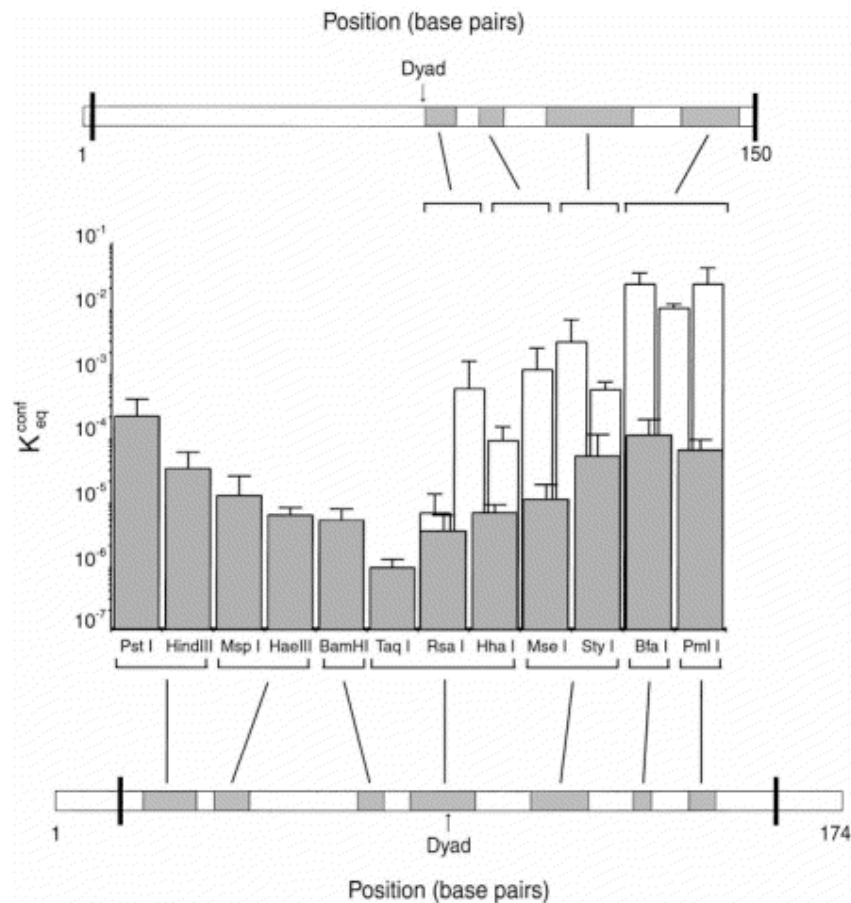 Position (base pairs)
Dyad
1 150
10-1
10-2
10-3
10-4
10-5
10-6
10-7
Keqconf
Pst I HindIII Msp I HaeIII BamHI Taq I Rsa I Hha I Mse I Sty I Bfa I Pml I
1 174
Dyad
Position (base pairs)